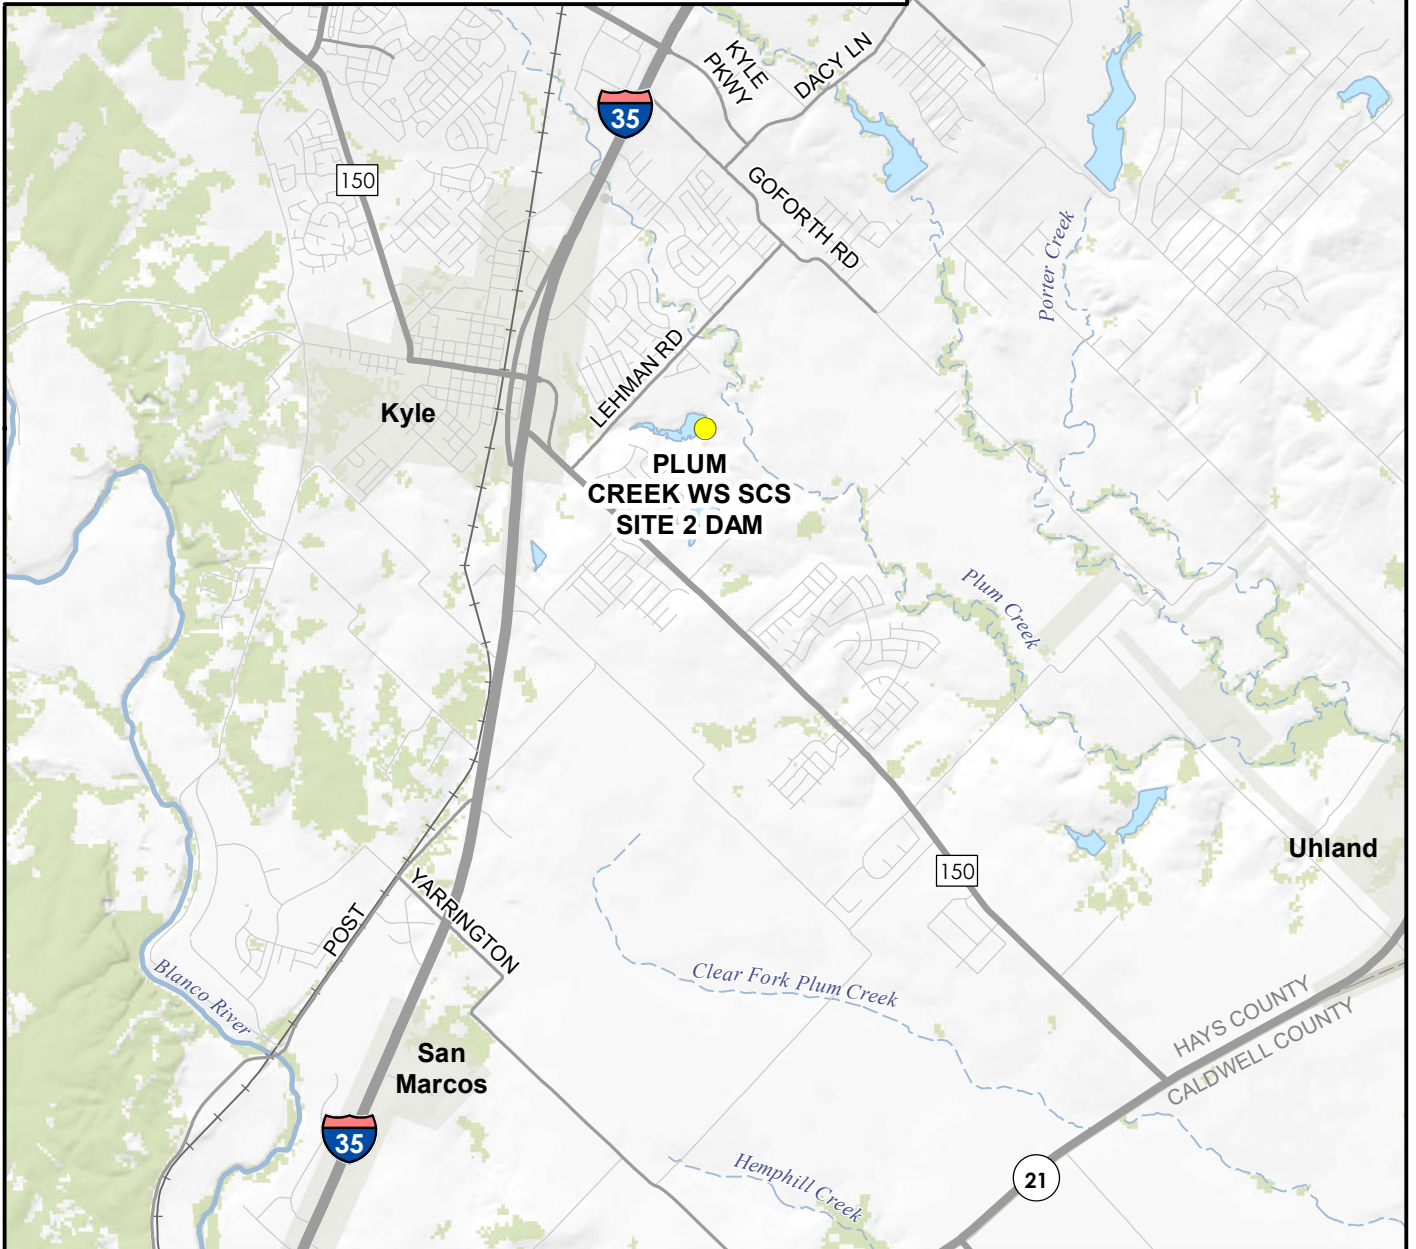 KYLE
PKWY
DACY LN
35
150
GOFORTH RD
Porter Creek
LEHMAN RD
Kyle
PLUM
CREEK WS SCS
SITE 2 DAM
Plum Creek
Uhland
150
YARRINGTON
POST
Blanco River
Clear Fork Plum Creek
HAYS COUNTY
CALDWELL COUNTY
San
Marcos
35
Hemphill Creek
21